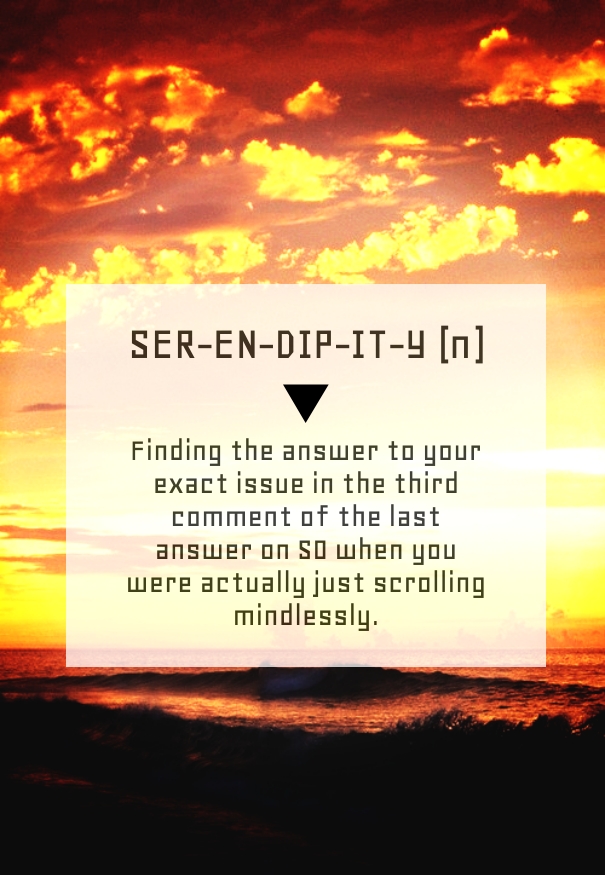 SER-EN-DIP-IT-Y [n]
Finding the answer to your
exact issue in the third
comment of the last
answer on SO when you
were actually just scrolling
mindlessly.